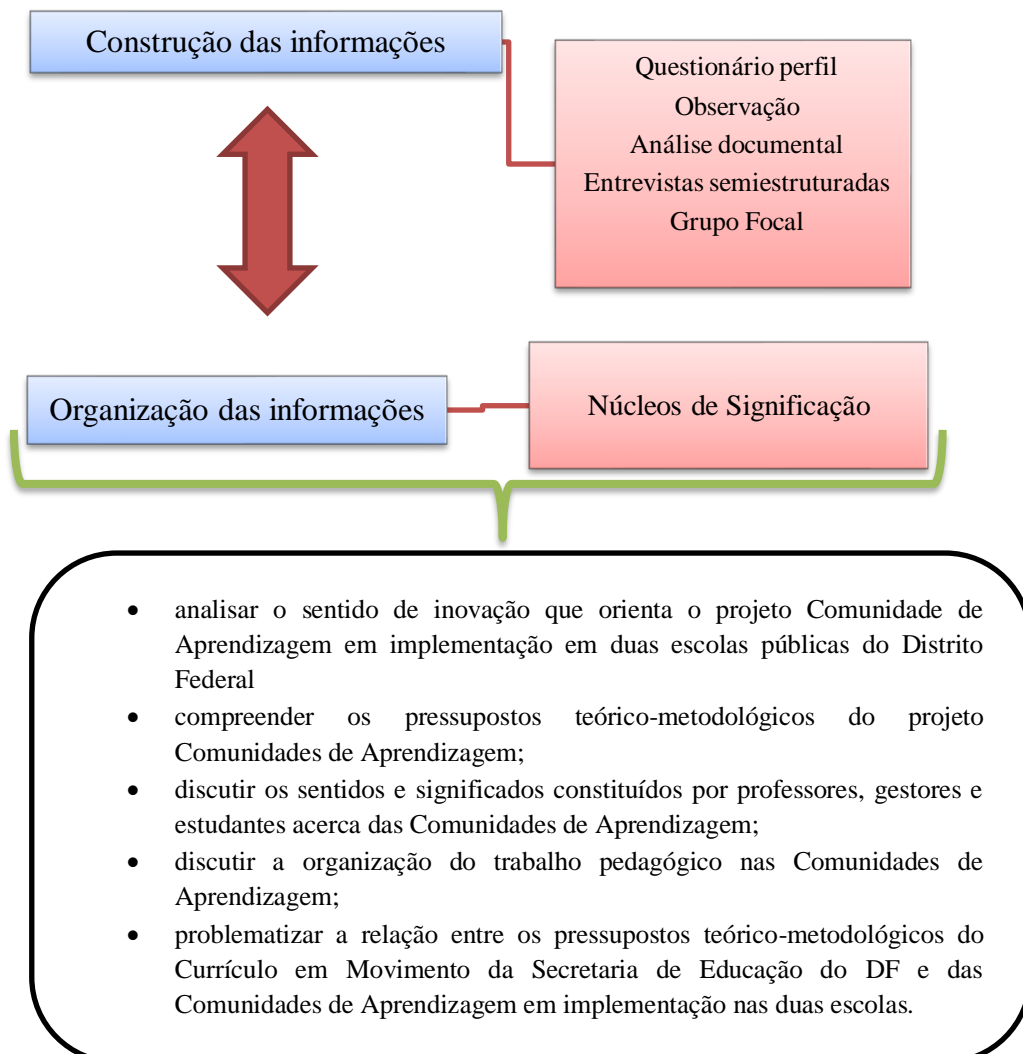 Construção das informações
Questionário perfil
Observação
Análise documental
Entrevistas semiestruturadas
Grupo Focal
Organização das informações
Núcleos de Significação
• analisar o sentido de inovação que orienta o projeto Comunidade de
Aprendizagem em implementação em duas escolas públicas do Distrito
Federal
• compreender os pressupostos teórico-metodológicos do projeto
Comunidades de Aprendizagem;
• discutir os sentidos e significados constituídos por professores, gestores e
estudantes acerca das Comunidades de Aprendizagem;
• discutir a organização do trabalho pedagógico nas Comunidades de
Aprendizagem;
• problematizar a relação entre os pressupostos teórico-metodológicos do
Currículo em Movimento da Secretaria de Educação do DF e das
Comunidades de Aprendizagem em implementação nas duas escolas.